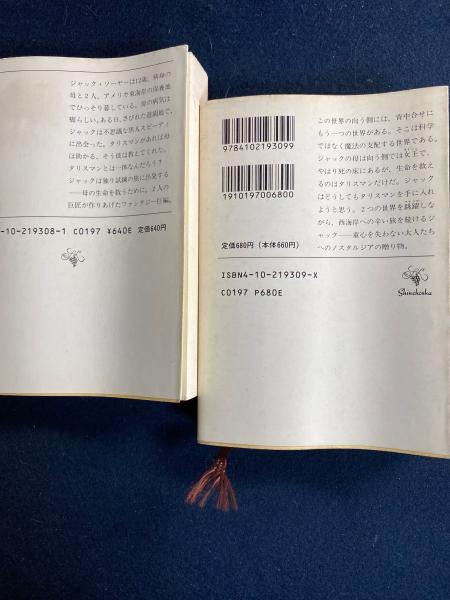 ジャック・ソーヤーは12歳。病身の
母と2人、アメリカ東海岸の保養地
でひっそり暮している。母の病気は
癌らしい。ある日、さびれた遊園地で、
ジャックは不思議な黒人スピーディ
に出会った。タリスマンがあれば母
は助かる、そう彼は教えてくれた。
タリスマンとは一体なんだろう?
ジャックは独り試練の旅に出発する
──母の生命を救うために。2人の
巨匠が作りあげたファンタジー巨編。
-10-219308-1 C0197 ¥640E 定価640円
9784102193099
1910197006800
定価680円(本体660円)
この世界の向う側には、背中合せに
もう一つの世界がある。そこは科学
ではなく魔法の支配する世界である。
ジャックの母は向う側では女王で、
やはり死の床にあるが、生命を救え
るのはタリスマンだけだ。ジャック
はどうしてもタリスマンを手に入れ
ようと思う。2つの世界を跳躍しな
がら、西海岸への辛い旅を続けるジ
ャック──童心を失わない大人たち
へのノスタルジアの贈り物。
ISBN4-10-219309-X
C0197 P680E
Shinchosha